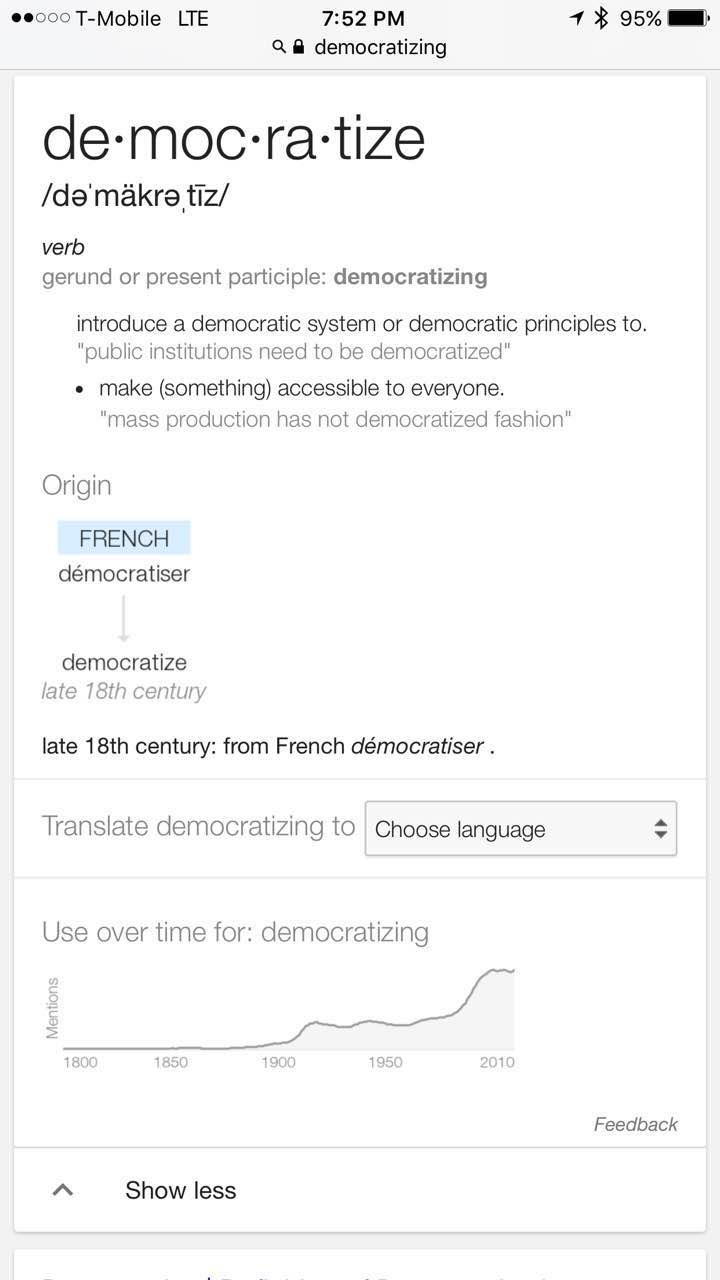 T-Mobile LTE 7:52 PM 95%
democratizing
de·moc·ra·tize
/dəˈmäkrəˌtīz/
verb
gerund or present participle: democratizing
introduce a democratic system or democratic principles to.
"public institutions need to be democratized"
• make (something) accessible to everyone.
"mass production has not democratized fashion"
Origin
FRENCH
démocratiser
democratize
late 18th century
late 18th century: from French démocratiser .
Translate democratizing to Choose language
Use over time for: democratizing
Mentions
1800 1850 1900 1950 2010
Feedback
Show less